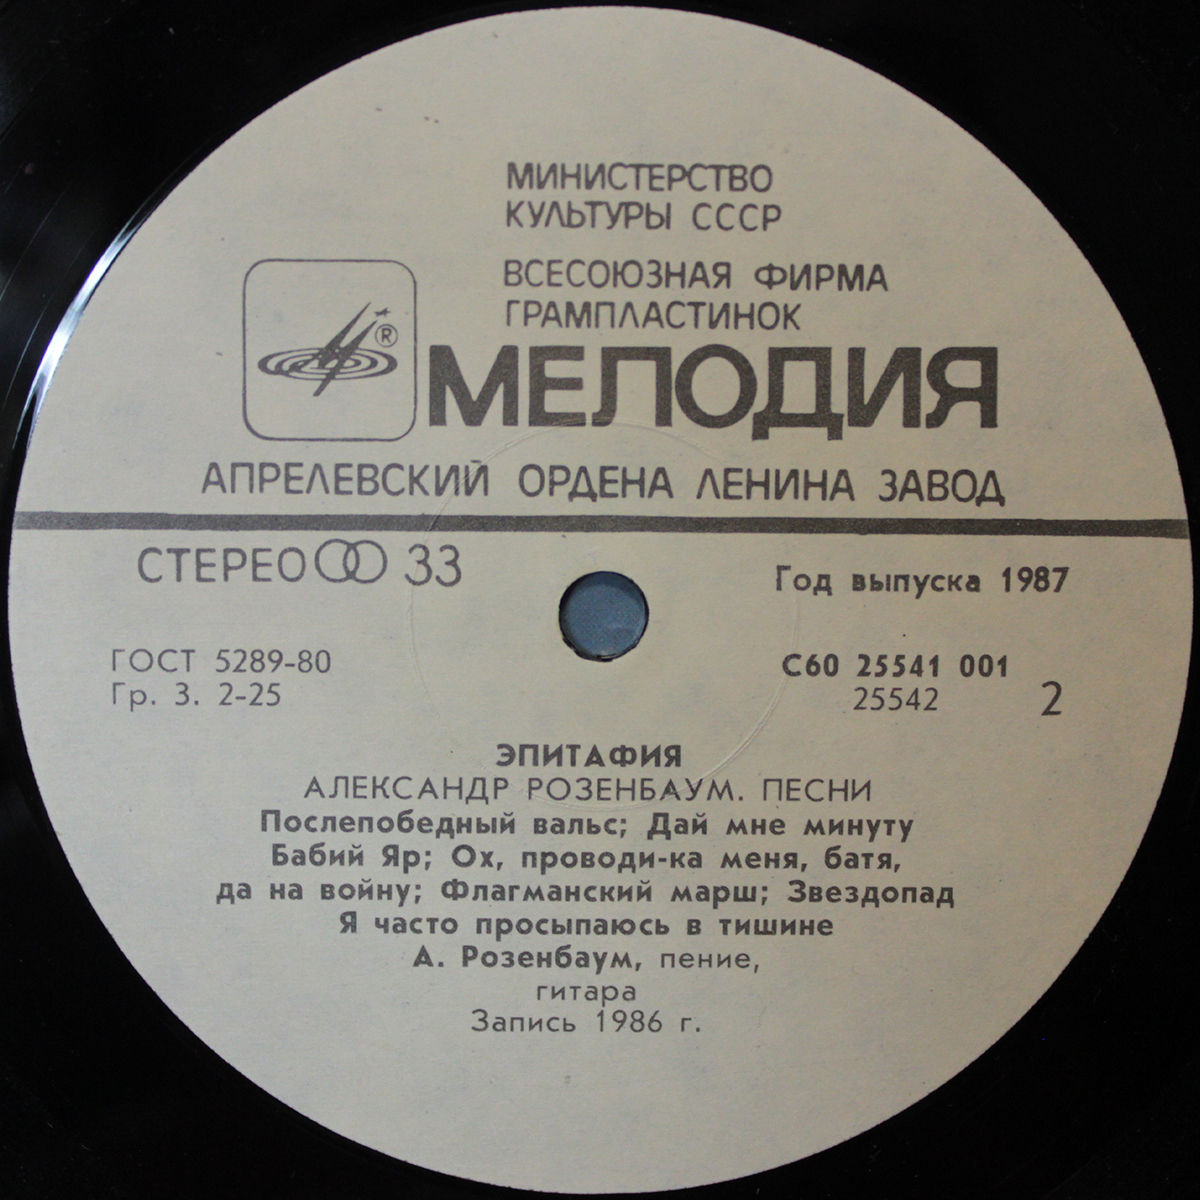 МИНИСТЕРСТВО
КУЛЬТУРЫ СССР
ВСЕСОЮЗНАЯ ФИРМА
ГРАМПЛАСТИНОК
®
МЕЛОДИЯ
АПРЕЛЕВСКИЙ ОРДЕНА ЛЕНИНА ЗАВОД
СТЕРЕО 33
Год выпуска 1987
ГОСТ 5289-80
Гр. 3. 2-25
С60 25541 001
25542 2
ЭПИТАФИЯ
АЛЕКСАНДР РОЗЕНБАУМ. ПЕСНИ
Послепобедный вальс; Дай мне минуту
Бабий Яр; Ох, проводи-ка меня, батя,
да на войну; Флагманский марш; Звездопад
Я часто просыпаюсь в тишине
А. Розенбаум, пение,
гитара
Запись 1986 г.